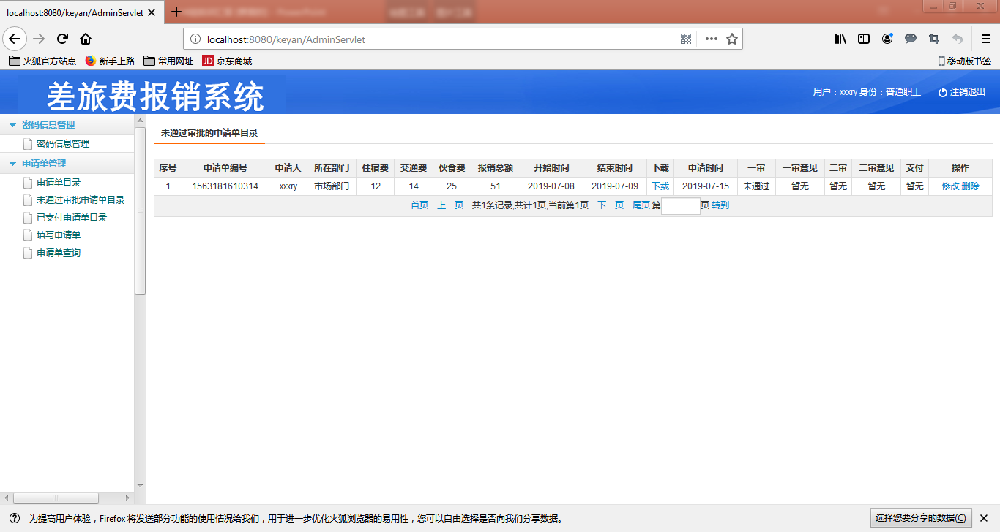 localhost:8080/keyan/AdminServlet
localhost:8080/keyan/AdminServlet
火狐官方站点 新手上路 常用网址 JD 京东商城 移动版书签
差旅费报销系统
用户：xxxry 身份：普通职工 注销退出
密码信息管理
密码信息管理
申请单管理
申请单目录
未通过审批申请单目录
已支付申请单目录
填写申请单
申请单查询
未通过审批的申请单目录
序号 申请单编号 申请人 所在部门 住宿费 交通费 伙食费 报销总额 开始时间 结束时间 下载 申请时间 一审 一审意见 二审 二审意见 支付 操作
1 1563181610314 xxxry 市场部门 12 14 25 51 2019-07-08 2019-07-09 下载 2019-07-15 未通过 暂无 暂无 暂无 暂无 修改 删除
首页 上一页 共1条记录,共计1页,当前第1页 下一页 尾页 第 页 转到
为提高用户体验，Firefox 将发送部分功能的使用情况给我们，用于进一步优化火狐浏览器的易用性，您可以自由选择是否向我们分享数据。 选择您要分享的数据(C)